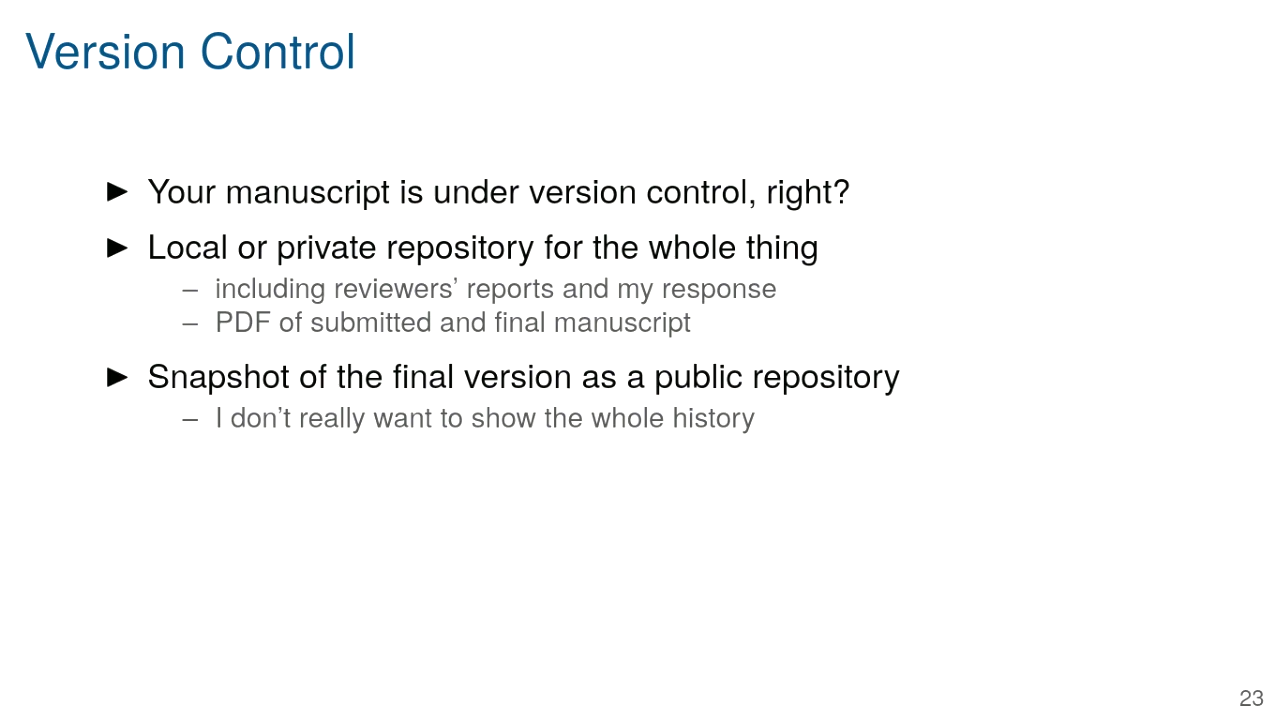 Version Control
▶ Your manuscript is under version control, right?
▶ Local or private repository for the whole thing
– including reviewers’ reports and my response
– PDF of submitted and final manuscript
▶ Snapshot of the final version as a public repository
– I don’t really want to show the whole history
23